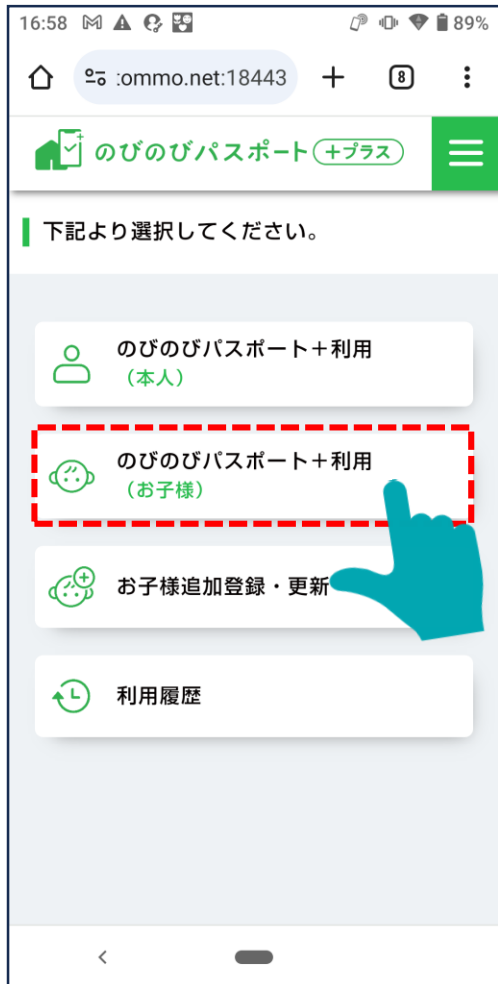 16:58
89%
:ommo.net:18443
8
のびのびパスポート +プラス
下記より選択してください。
のびのびパスポート+利用
(本人)
のびのびパスポート+利用
(お子様)
お子様追加登録・更新
利用履歴